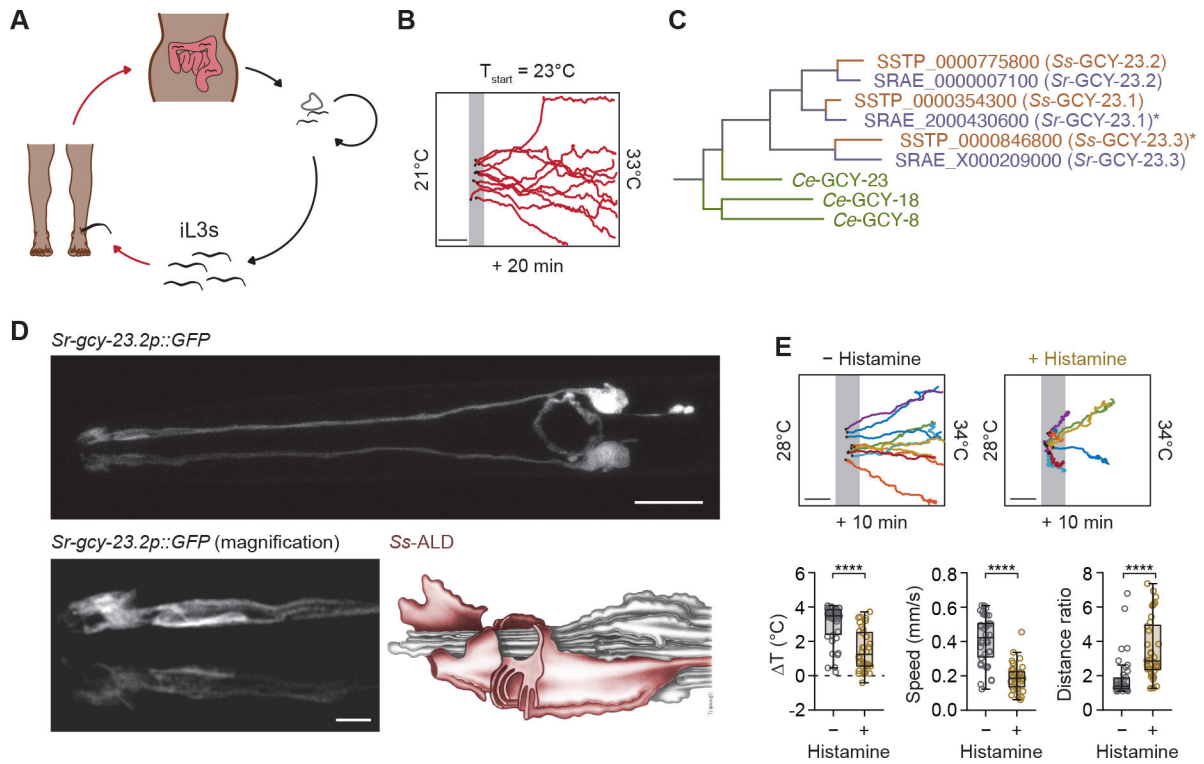 A
iL3s
B
Tstart = 23°C
21°C
33°C
+ 20 min
C
SSTP_0000775800 (Ss-GCY-23.2)
SRAE_0000007100 (Sr-GCY-23.2)
SSTP_0000354300 (Ss-GCY-23.1)
SRAE_2000430600 (Sr-GCY-23.1)*
SSTP_0000846800 (Ss-GCY-23.3)*
SRAE_X000209000 (Sr-GCY-23.3)
Ce-GCY-23
Ce-GCY-18
Ce-GCY-8
D
Sr-gcy-23.2p::GFP
Sr-gcy-23.2p::GFP (magnification)
Ss-ALD
E
− Histamine
+ Histamine
28°C
34°C
28°C
34°C
+ 10 min
+ 10 min
****
6
4
2
0
-2
ΔT (°C)
− +
Histamine
****
0.8
0.6
0.4
0.2
0.0
Speed (mm/s)
− +
Histamine
****
8
6
4
2
0
Distance ratio
− +
Histamine